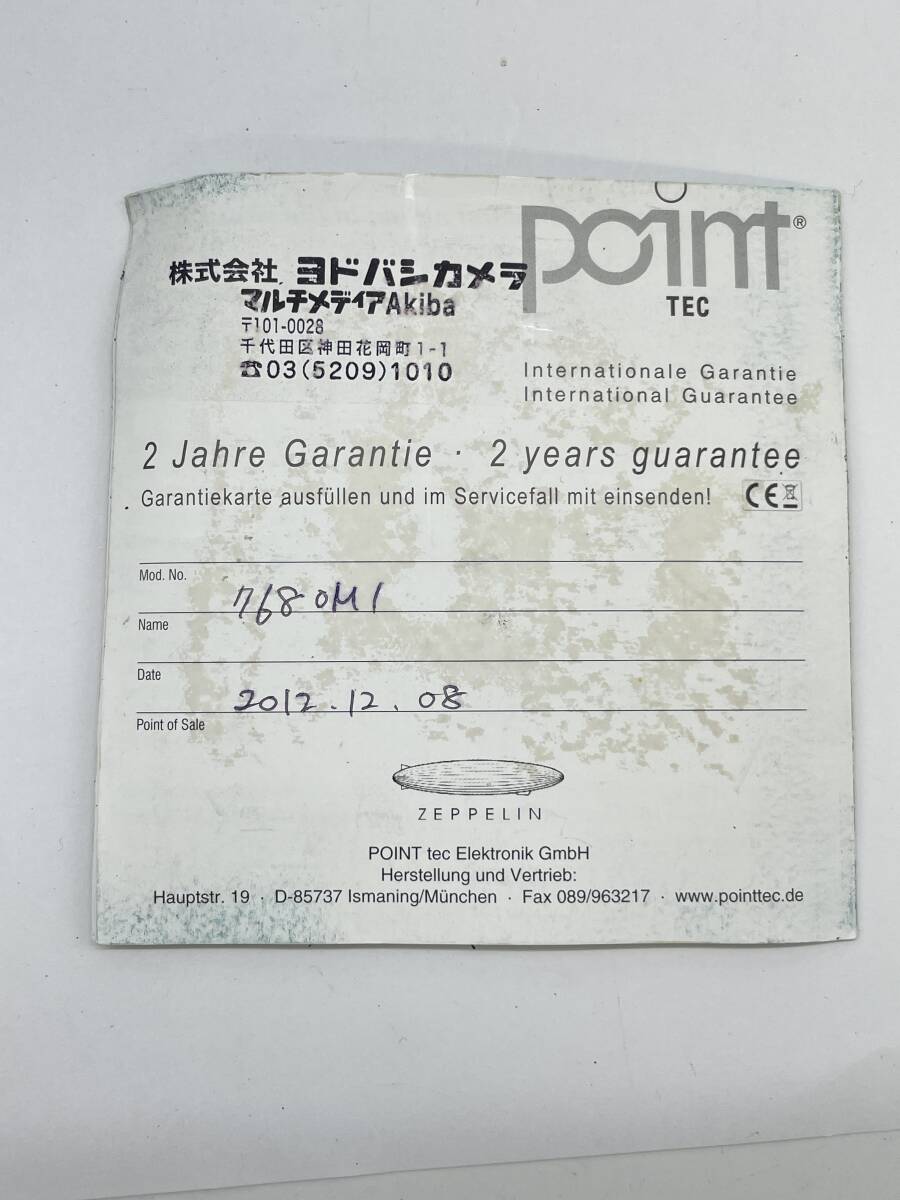 point®
TEC
株式会社 ヨドバシカメラ
マルチメディアAkiba
〒101-0028
千代田区神田花岡町1-1
☎03(5209)1010
Internationale Garantie
International Guarantee
2 Jahre Garantie · 2 years guarantee
Garantiekarte ausfüllen und im Servicefall mit einsenden! CE
Mod. No.
7680M1
Name
Date
2012.12.08
Point of Sale
ZEPPELIN
POINT tec Elektronik GmbH
Herstellung und Vertrieb:
Hauptstr. 19 · D-85737 Ismaning/München · Fax 089/963217 · www.pointtec.de